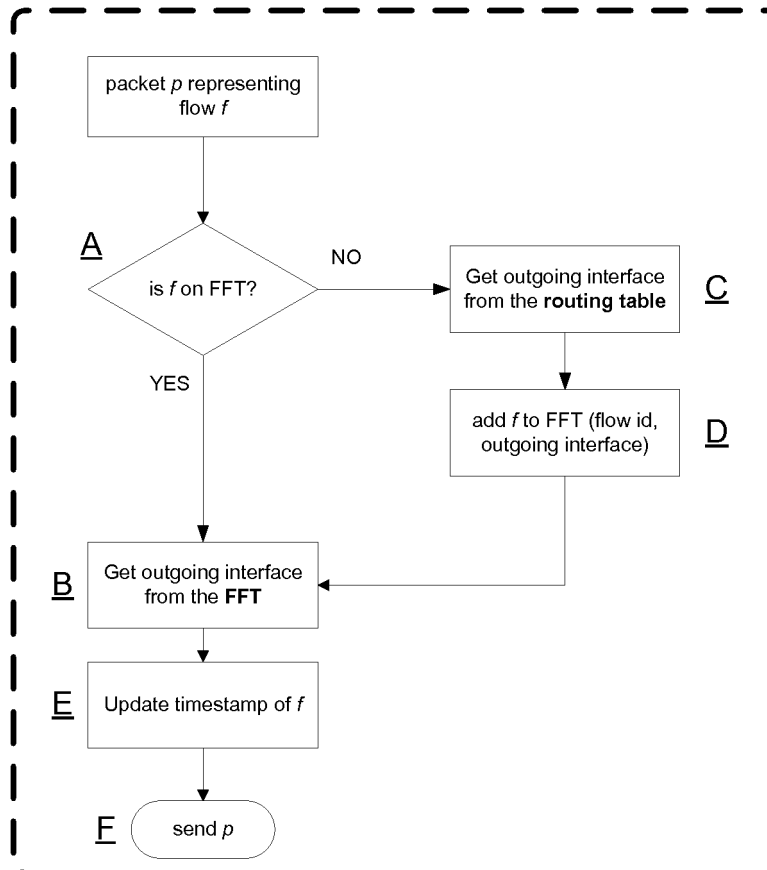 packet p representing
flow f
A
is f on FFT?
NO
Get outgoing interface
from the routing table
C
YES
add f to FFT (flow id,
outgoing interface)
D
B
Get outgoing interface
from the FFT
E
Update timestamp of f
F
send p